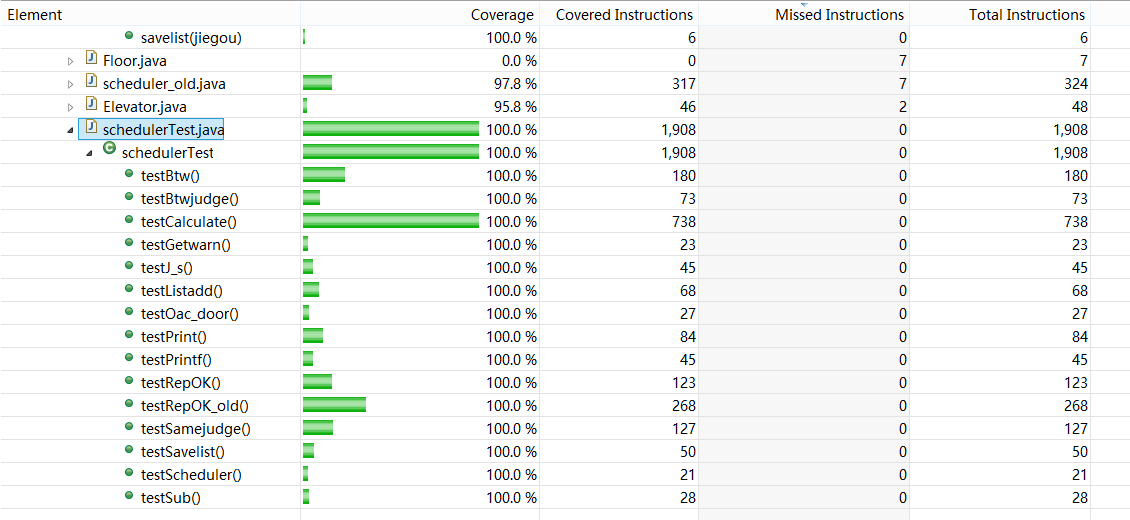 Element Coverage Covered Instructions Missed Instructions Total Instructions
savelist(jiegou) 100.0 % 6 0 6
Floor.java 0.0 % 0 7 7
scheduler_old.java 97.8 % 317 7 324
Elevator.java 95.8 % 46 2 48
schedulerTest.java 100.0 % 1,908 0 1,908
schedulerTest 100.0 % 1,908 0 1,908
testBtw() 100.0 % 180 0 180
testBtwjudge() 100.0 % 73 0 73
testCalculate() 100.0 % 738 0 738
testGetwarn() 100.0 % 23 0 23
testJ_s() 100.0 % 45 0 45
testListadd() 100.0 % 68 0 68
testOac_door() 100.0 % 27 0 27
testPrint() 100.0 % 84 0 84
testPrintf() 100.0 % 45 0 45
testRepOK() 100.0 % 123 0 123
testRepOK_old() 100.0 % 268 0 268
testSamejudge() 100.0 % 127 0 127
testSavelist() 100.0 % 50 0 50
testScheduler() 100.0 % 21 0 21
testSub() 100.0 % 28 0 28